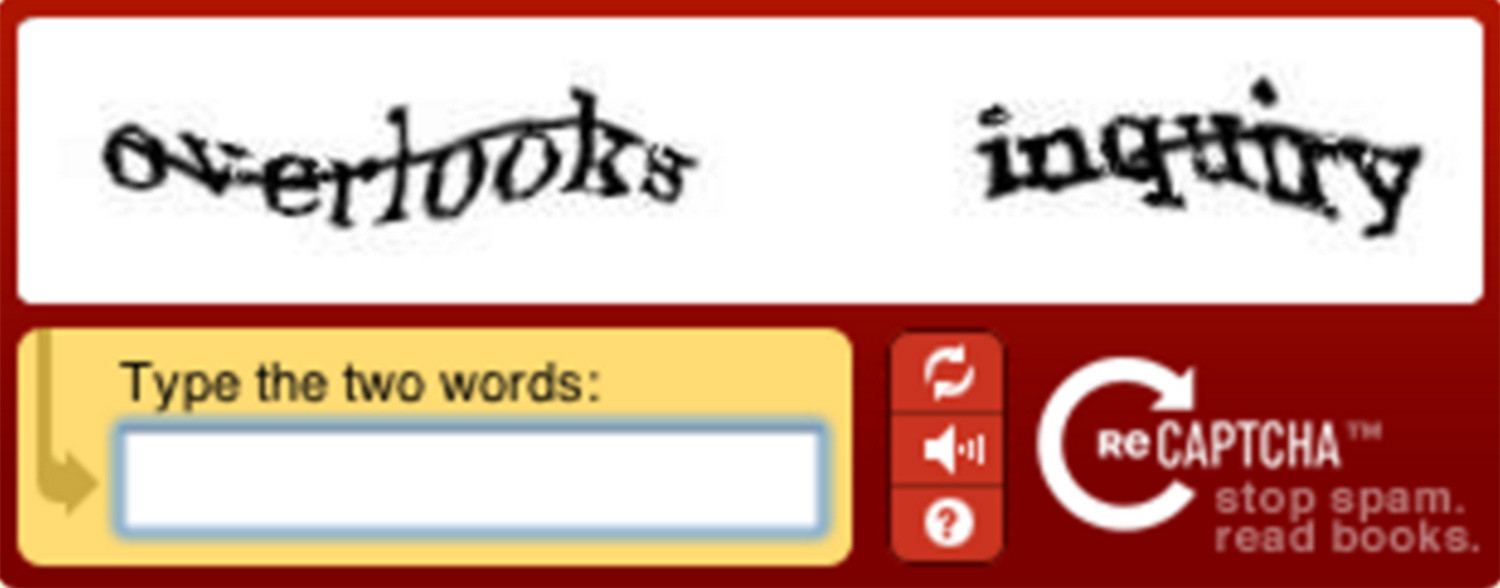 overlooks inquiry
Type the two words:
?
ReCAPTCHA™
stop spam.
read books.